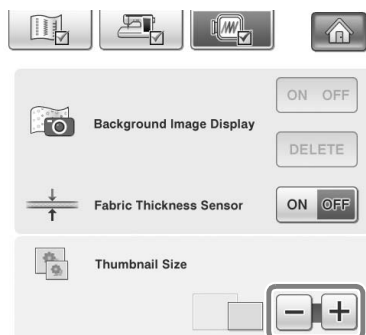 ON OFF
Background Image Display
DELETE
Fabric Thickness Sensor
ON OFF
Thumbnail Size
− +